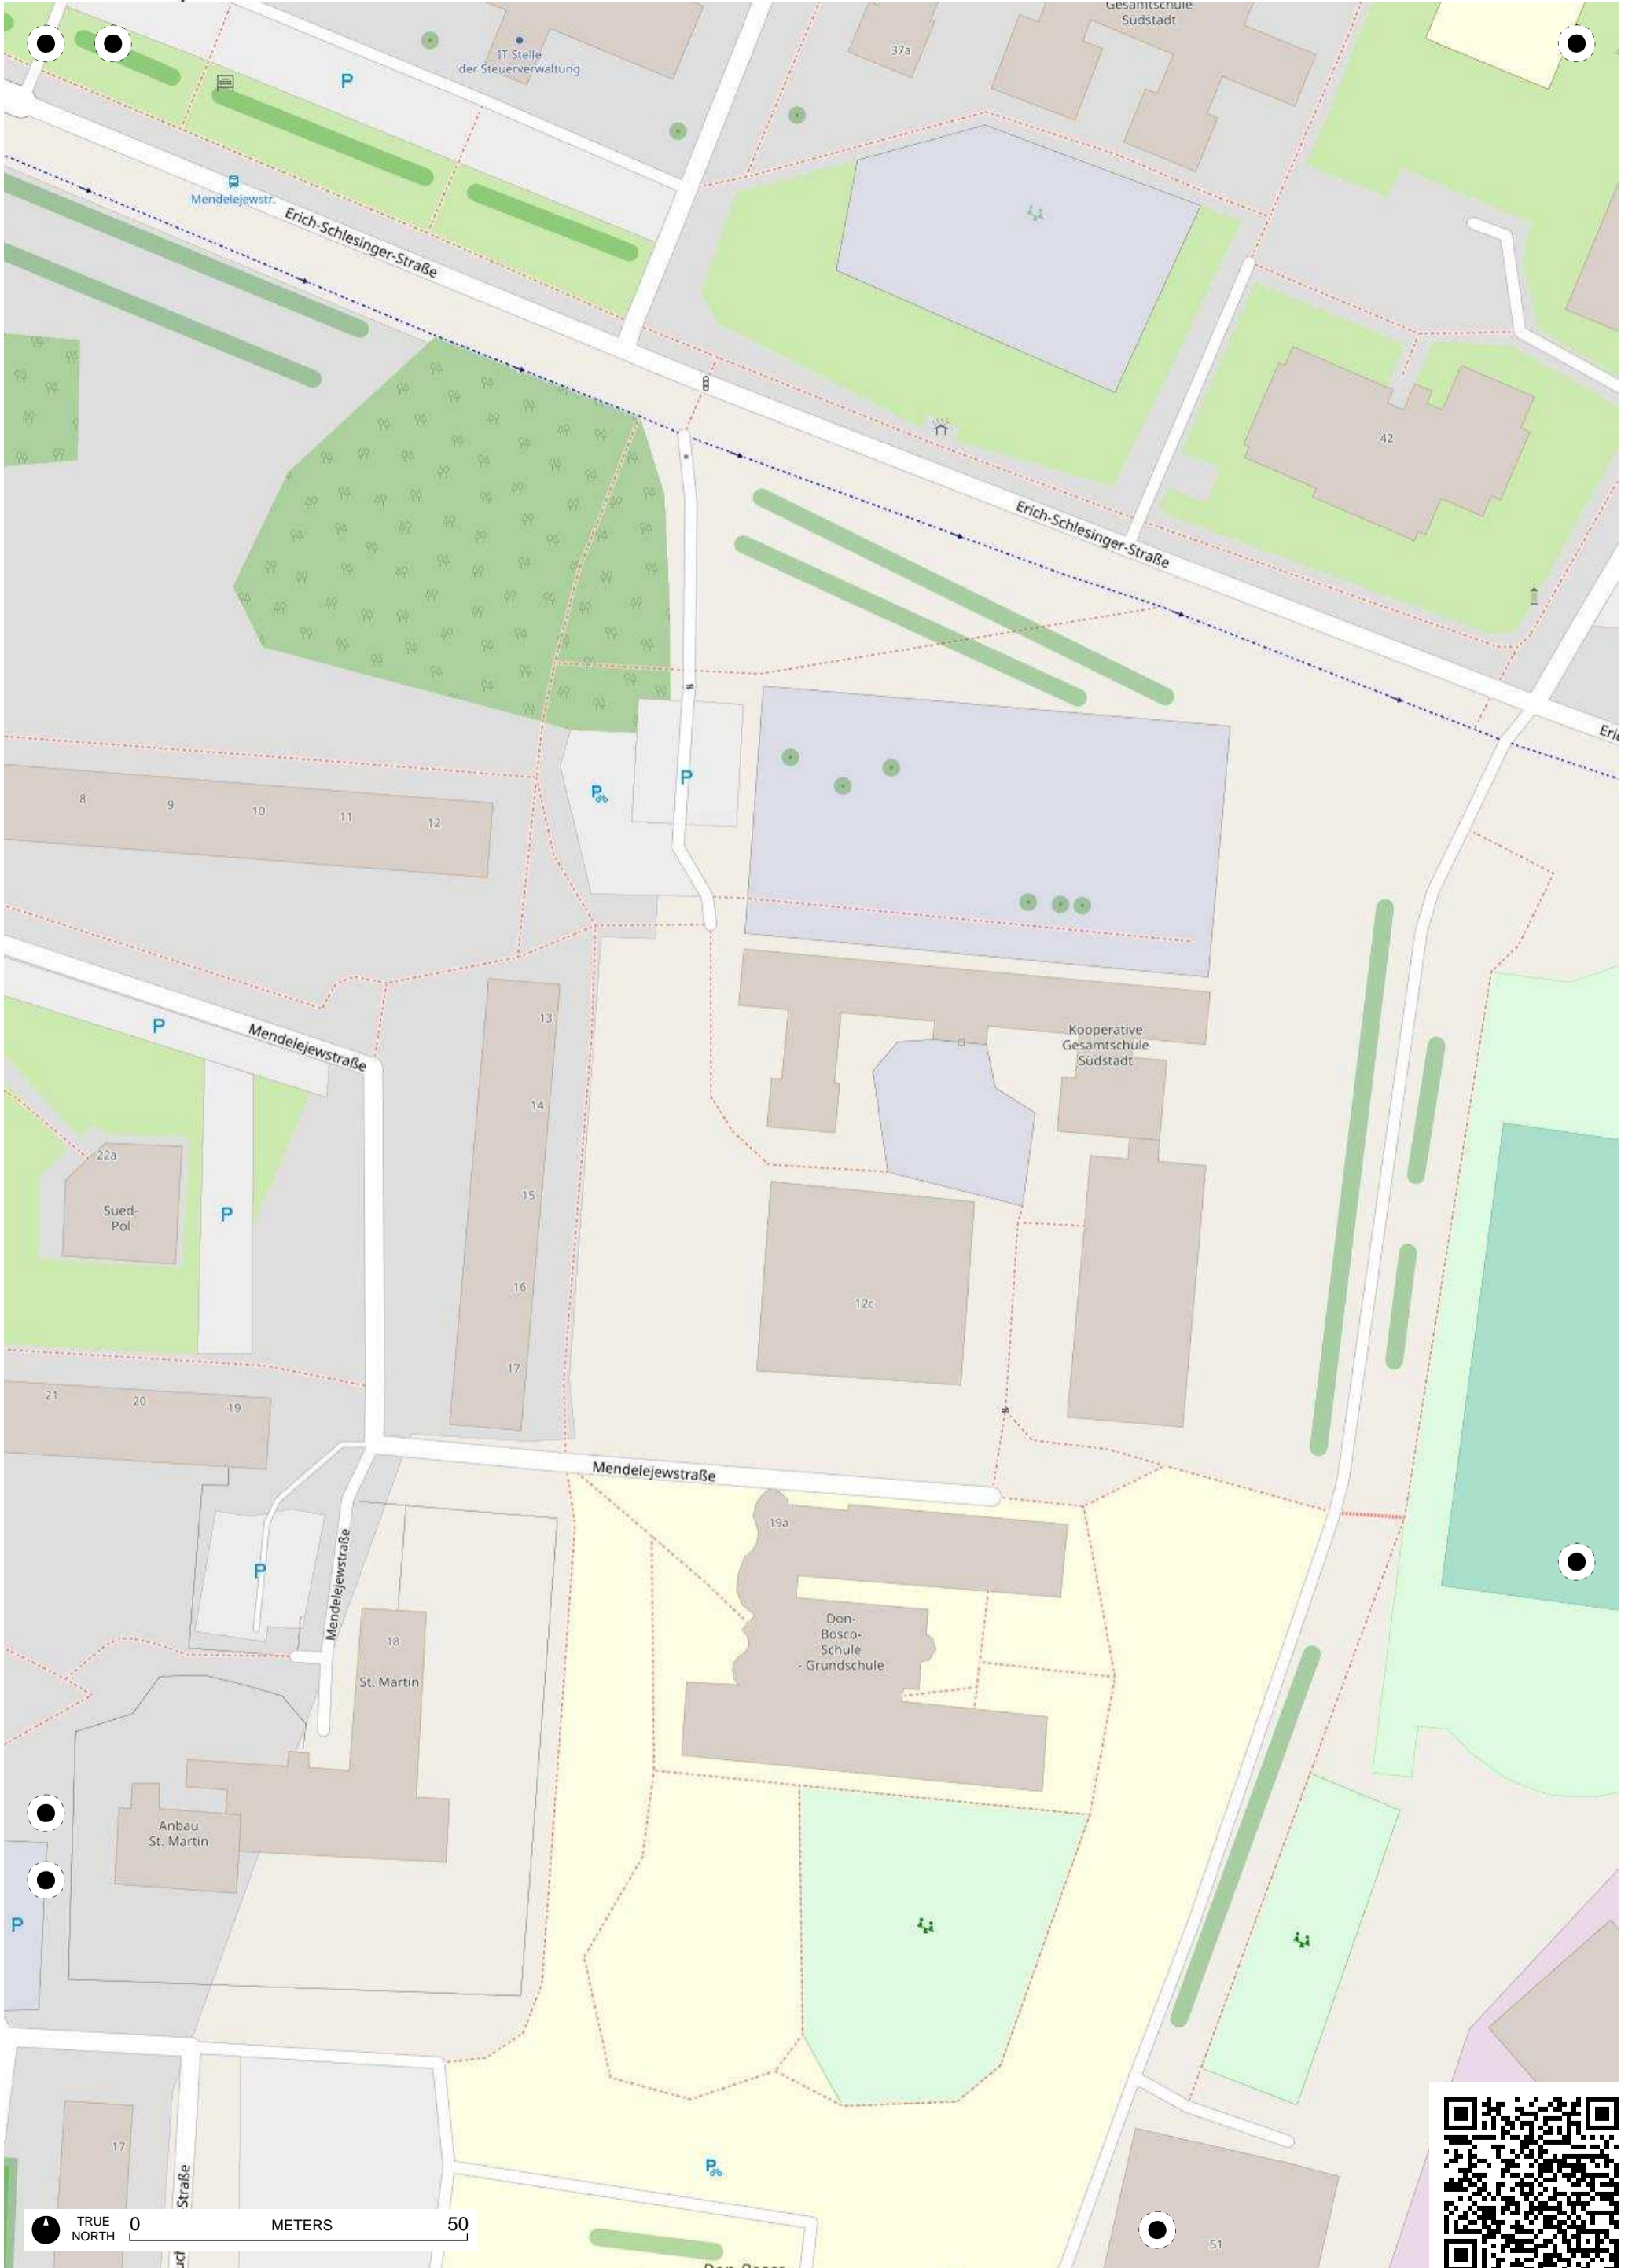 Gesamtschule
Südstadt
37a
IT Stelle
der Steuerverwaltung
P
Mendelejewstr.
Erich-Schlesinger-Straße
42
Erich-Schlesinger-Straße
8
9
10
11
12
P
P
13
14
15
16
17
Kooperative
Gesamtschule
Südstadt
P
Mendelejewstraße
22a
Sued-
Pol
P
12c
21
20
19
Mendelejewstraße
19a
P
Mendelejewstraße
18
St. Martin
Don-
Bosco-
Schule
- Grundschule
Anbau
St. Martin
P
17
Straße
P
51
TRUE
NORTH
0
METERS
50